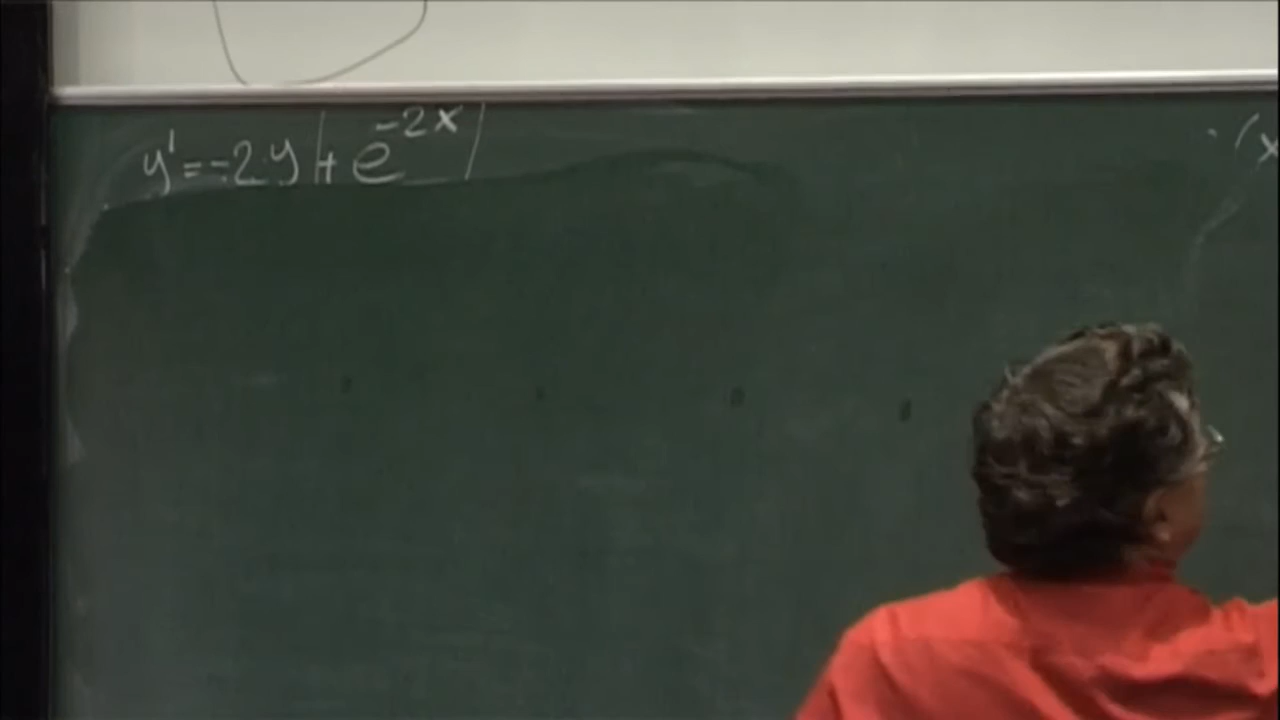 y' = -2y + e^{-2x}
(x